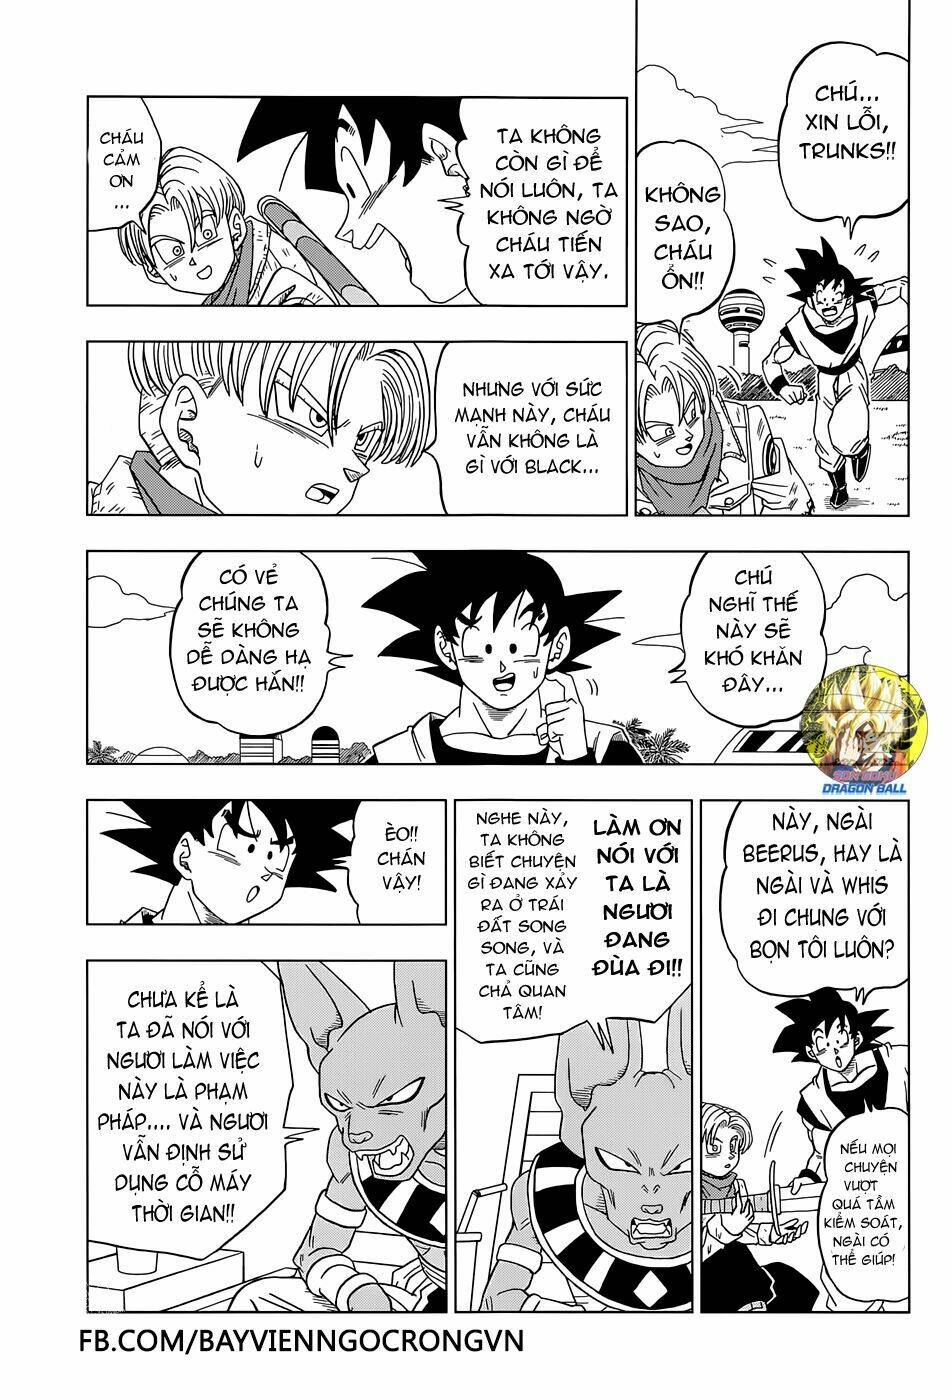 CHÚ...
XIN LỖI,
TRUNKS!!
KHÔNG
SAO,
CHÁU
ỔN!!
TA KHÔNG
CÒN GÌ ĐỂ
NÓI LUÔN, TA
KHÔNG NGỜ
CHÁU TIẾN
XA TỚI VẬY.
CHÁU
CẢM
ƠN
...
NHƯNG VỚI SỨC
MẠNH NÀY, CHÁU
VẪN KHÔNG LÀ
GÌ VỚI BLACK...
CHÚ
NGHĨ THẾ
NÀY SẼ
KHÓ KHĂN
ĐÂY...
CÓ VẺ
CHÚNG TA
SẼ KHÔNG
DỄ DÀNG HẠ
ĐƯỢC HẮN!!
SON GOKU
DRAGON BALL
NÀY, NGÀI
BEERUS, HAY LÀ
NGÀI VÀ WHIS
ĐI CHUNG VỚI
BỌN TÔI LUÔN?
NẾU MỌI
CHUYỆN
VƯỢT
QUÁ TẦM
KIỂM SOÁT,
NGÀI CÓ
THỂ GIÚP!
LÀM ƠN
NÓI VỚI
TA LÀ
NGƯƠI
ĐANG
ĐÙA ĐI!!
NGHE NÀY,
TA KHÔNG
BIẾT CHUYỆN
GÌ ĐANG XẢY
RA Ở TRÁI
ĐẤT SONG
SONG, VÀ
TA CŨNG
CHẢ QUAN
TÂM!
ÈO!!
CHÁN
VẬY!
CHƯA KỂ LÀ
TA ĐÃ NÓI VỚI
NGƯƠI LÀM VIỆC
NÀY LÀ PHẠM
PHÁP.... VÀ NGƯƠI
VẪN ĐỊNH SỬ
DỤNG CỖ MÁY
THỜI GIAN!!
FB.COM/BAYVIENNGOCRONGVN